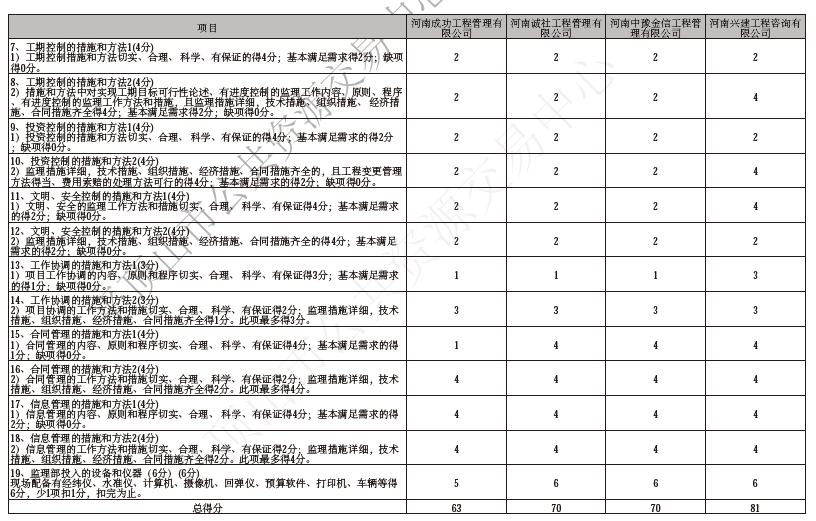 项目
河南成功工程管理有限公司
河南诚社工程管理有限公司
河南中豫金信工程管理有限公司
河南兴建工程咨询有限公司
7、工期控制的措施和方法1(4分)
1）工期控制措施和方法切实、合理、 科学、有保证的得4分；基本满足需求得2分；缺项
得0分。
2 2 2 2
8、工期控制的措施和方法2(4分)
2）措施和方法中对实现工期目标可行性论述、有进度控制的监理工作内容、原则、程序
、有进度控制的监理工作方法和措施，且监理措施详细，技术措施、组织措施、 经济措
施、合同措施齐全得4分；基本满足需求得2分；缺项得0分。
2 2 2 4
9、投资控制的措施和方法1(4分)
1）投资控制的措施和方法切实、合理、 科学、有保证的得4分；基本满足需求的得2分
；缺项得0分。
2 2 2 2
10、投资控制的措施和方法2(4分)
2）监理措施详细，技术措施、组织措施、经济措施、合同措施齐全的，且工程变更管理
方法得当、费用索赔的处理方法可行的得4分；基本满足需求的得2分；缺项得0分。
2 2 2 4
11、文明、安全控制的措施和方法1(4分)
1）文明、安全的监理工作方法和措施切实、合理、 科学、有保证得4分；基本满足需求
的得2分；缺项得0分。
2 2 2 4
12、文明、安全控制的措施和方法2(4分)
2）监理措施详细，技术措施、组织措施、经济措施、合同措施齐全的得4分；基本满足
需求的得2分；缺项得0分。
2 2 2 2
13、工作协调的措施和方法1(3分)
1）项目工作协调的内容、原则和程序切实、合理、 科学、有保证得3分；基本满足需求
的得1分；缺项得0分。
1 1 1 3
14、工作协调的措施和方法2(3分)
2）项目协调的工作方法和措施切实、合理、 科学、有保证得2分；监理措施详细，技术
措施、组织措施、经济措施、合同措施齐全得1分。此项最多得3分。
3 3 3 3
15、合同管理的措施和方法1(4分)
1）合同管理的内容、原则和程序切实、合理、 科学、有保证得4分；基本满足需求的得
1分；缺项得0分。
1 4 4 4
16、合同管理的措施和方法2(4分)
2）合同管理的工作方法和措施切实、合理、 科学、有保证得2分；监理措施详细，技术
措施、组织措施、经济措施、合同措施齐全得2分。此项最多得4分。
4 4 4 4
17、信息管理的措施和方法1(4分)
1）信息管理的内容、原则和程序切实、合理、 科学、有保证得4分；基本满足需求的得
2分；缺项得0分。
4 4 4 4
18、信息管理的措施和方法2(4分)
2）信息管理的工作方法和措施切实、合理、 科学、有保证得2分；监理措施详细，技术
措施、组织措施、经济措施、合同措施齐全得2分。此项最多得4分。
4 4 4 4
19、监理部投入的设备和仪器（6分）(6分)
现场配备有经纬仪、水准仪、计算机、摄像机、回弹仪、预算软件、打印机、车辆等得
6分，少1项扣1分，扣完为止。
5 6 6 6
总得分 63 70 70 81